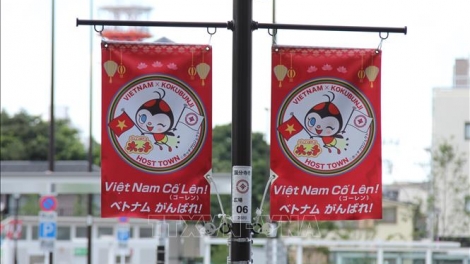 VIETNAM × KOKUBUNJI
HOST TOWN
Việt Nam Cố Lên!
(コーレン)
ベトナム がんばれ!
VIETNAM × KOKUBUNJI
HOST TOWN
Việt Nam Cố Lên!
(ゴーレン)
ベトナム がんばれ!
06